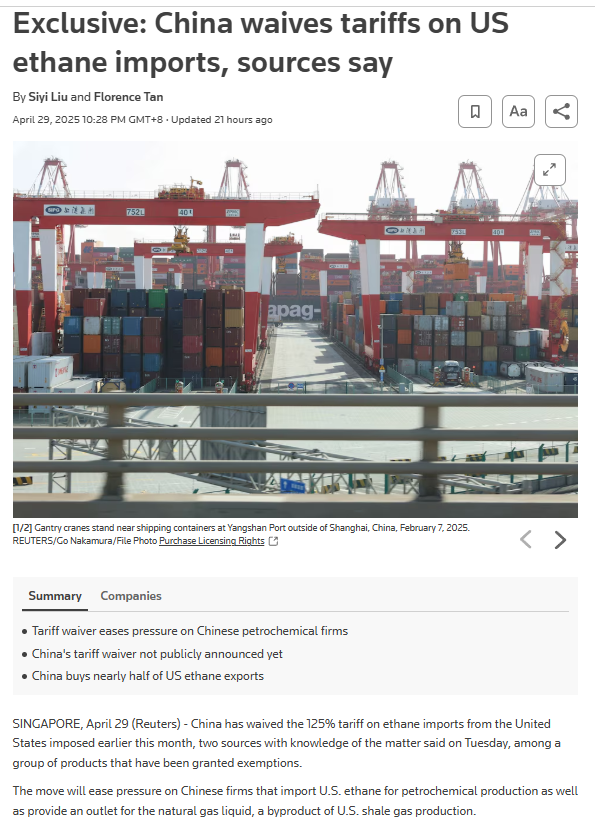 Exclusive: China waives tariffs on US
ethane imports, sources say
By Siyi Liu and Florence Tan
April 29, 2025 10:28 PM GMT+8 · Updated 21 hours ago
Aa
752L
401
apag-
[1/2] Gantry cranes stand near shipping containers at Yangshan Port outside of Shanghai, China, February 7, 2025.
REUTERS/Go Nakamura/File Photo Purchase Licensing Rights
Summary Companies
• Tariff waiver eases pressure on Chinese petrochemical firms
• China's tariff waiver not publicly announced yet
• China buys nearly half of US ethane exports
SINGAPORE, April 29 (Reuters) - China has waived the 125% tariff on ethane imports from the United
States imposed earlier this month, two sources with knowledge of the matter said on Tuesday, among a
group of products that have been granted exemptions.
The move will ease pressure on Chinese firms that import U.S. ethane for petrochemical production as well
as provide an outlet for the natural gas liquid, a byproduct of U.S. shale gas production.